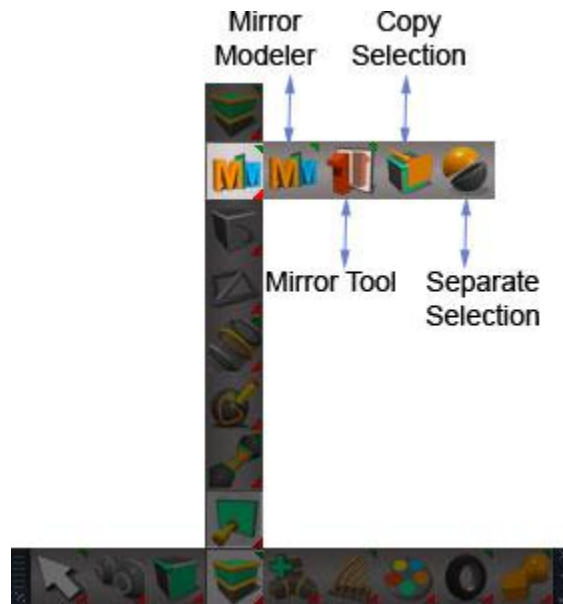 Mirror
Modeler
Copy
Selection
Mirror Tool
Separate
Selection